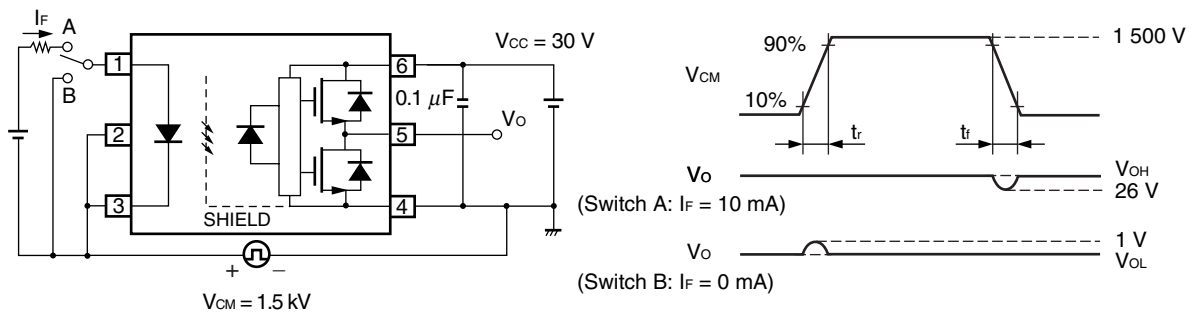 IF
A
B
1
2
3
SHIELD
6
5
4
VCC = 30 V
0.1 μF
VO
+ −
VCM = 1.5 kV
VCM
90%
10%
1 500 V
tr
tf
VO
(Switch A: IF = 10 mA)
VOH
26 V
VO
(Switch B: IF = 0 mA)
1 V
VOL